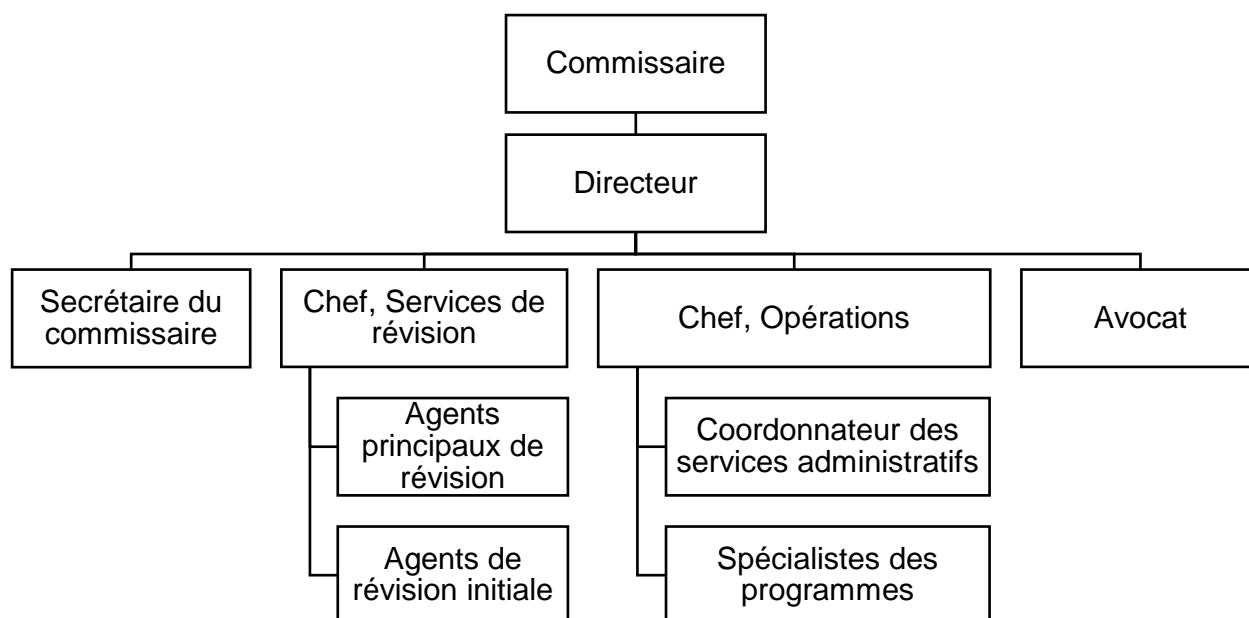 Commissaire
Directeur
Secrétaire du
commissaire
Chef, Services de
révision
Chef, Opérations
Avocat
Agents
principaux de
révision
Agents de
révision initiale
Coordonnateur des
services administratifs
Spécialistes des
programmes